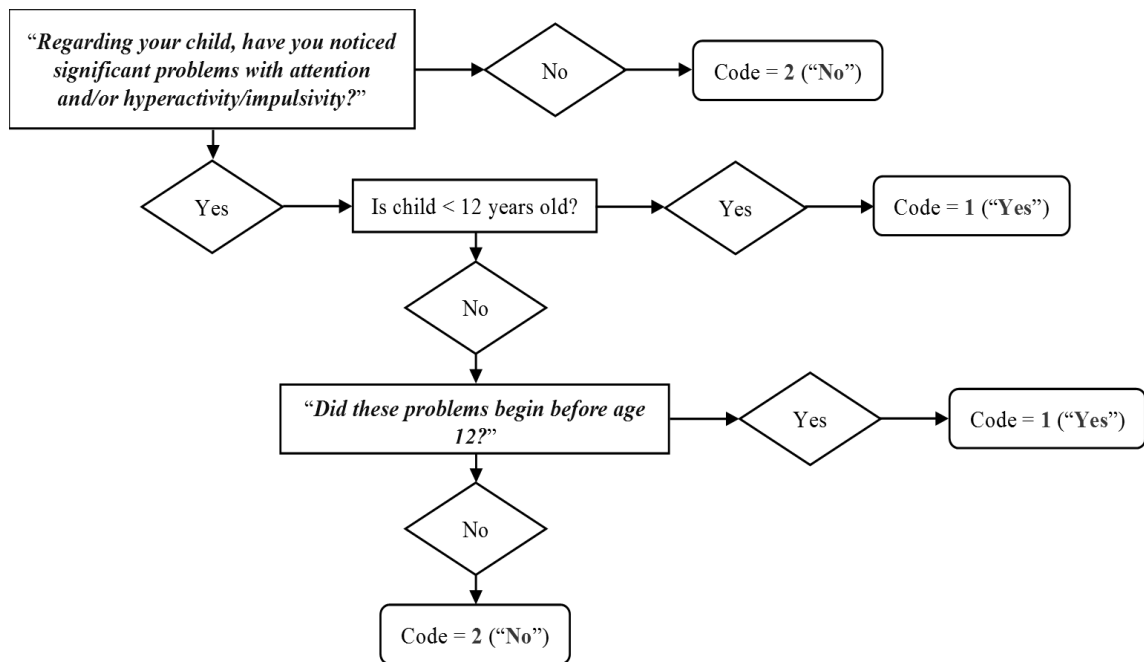 “Regarding your child, have you noticed
significant problems with attention
and/or hyperactivity/impulsivity?”
No
Code = 2 (“No”)
Yes
Is child < 12 years old?
Yes
Code = 1 (“Yes”)
No
“Did these problems begin before age
12?”
Yes
Code = 1 (“Yes”)
No
Code = 2 (“No”)